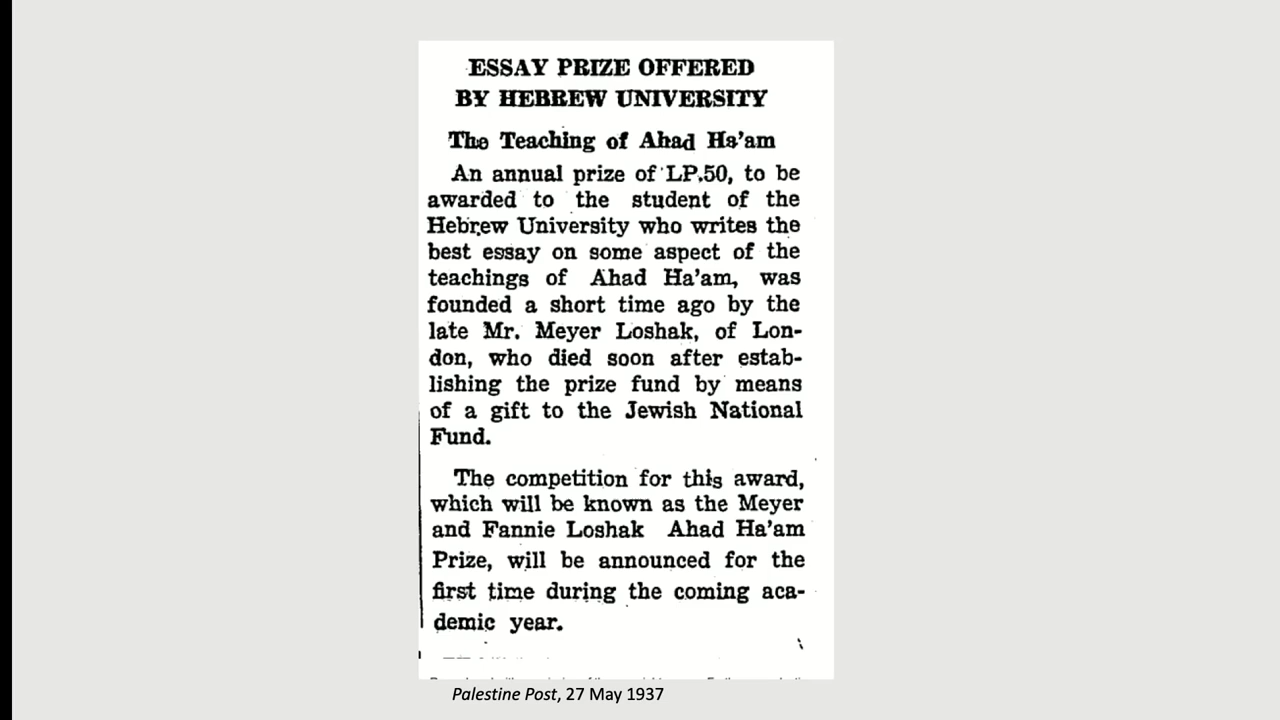 ESSAY PRIZE OFFERED
BY HEBREW UNIVERSITY
The Teaching of Ahad Ha'am
An annual prize of LP.50, to be
awarded to the student of the
Hebrew University who writes the
best essay on some aspect of the
teachings of Ahad Ha'am, was
founded a short time ago by the
late Mr. Meyer Loshak, of Lon-
don, who died soon after estab-
lishing the prize fund by means
of a gift to the Jewish National
Fund.
The competition for this award,
which will be known as the Meyer
and Fannie Loshak Ahad Ha'am
Prize, will be announced for the
first time during the coming aca-
demic year.
Palestine Post, 27 May 1937